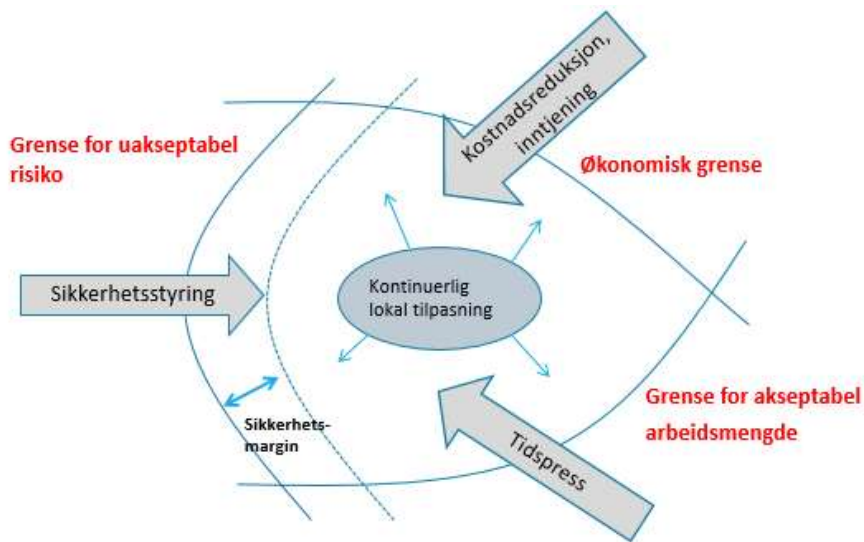 Kostnadsreduksjon,
inntjening
Grense for uakseptabel
risiko
Økonomisk grense
Sikkerhetsstyring
Kontinuerlig
lokal tilpasning
Grense for akseptabel
arbeidsmengde
Sikkerhets-
margin
Tidspress